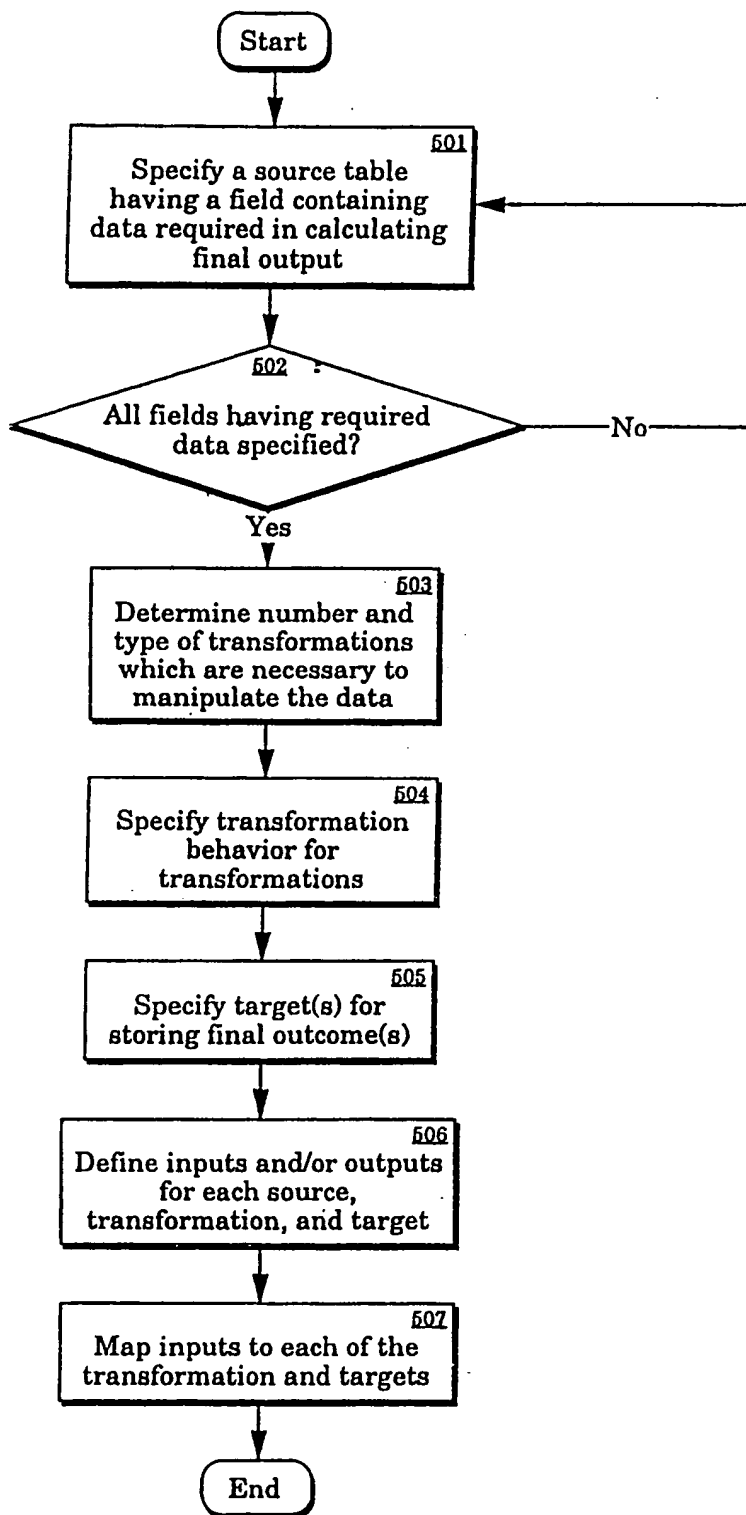 Start
501
Specify a source table
having a field containing
data required in calculating
final output
502
All fields having required
data specified?
No
Yes
503
Determine number and
type of transformations
which are necessary to
manipulate the data
504
Specify transformation
behavior for
transformations
505
Specify target(s) for
storing final outcome(s)
506
Define inputs and/or outputs
for each source,
transformation, and target
507
Map inputs to each of the
transformation and targets
End